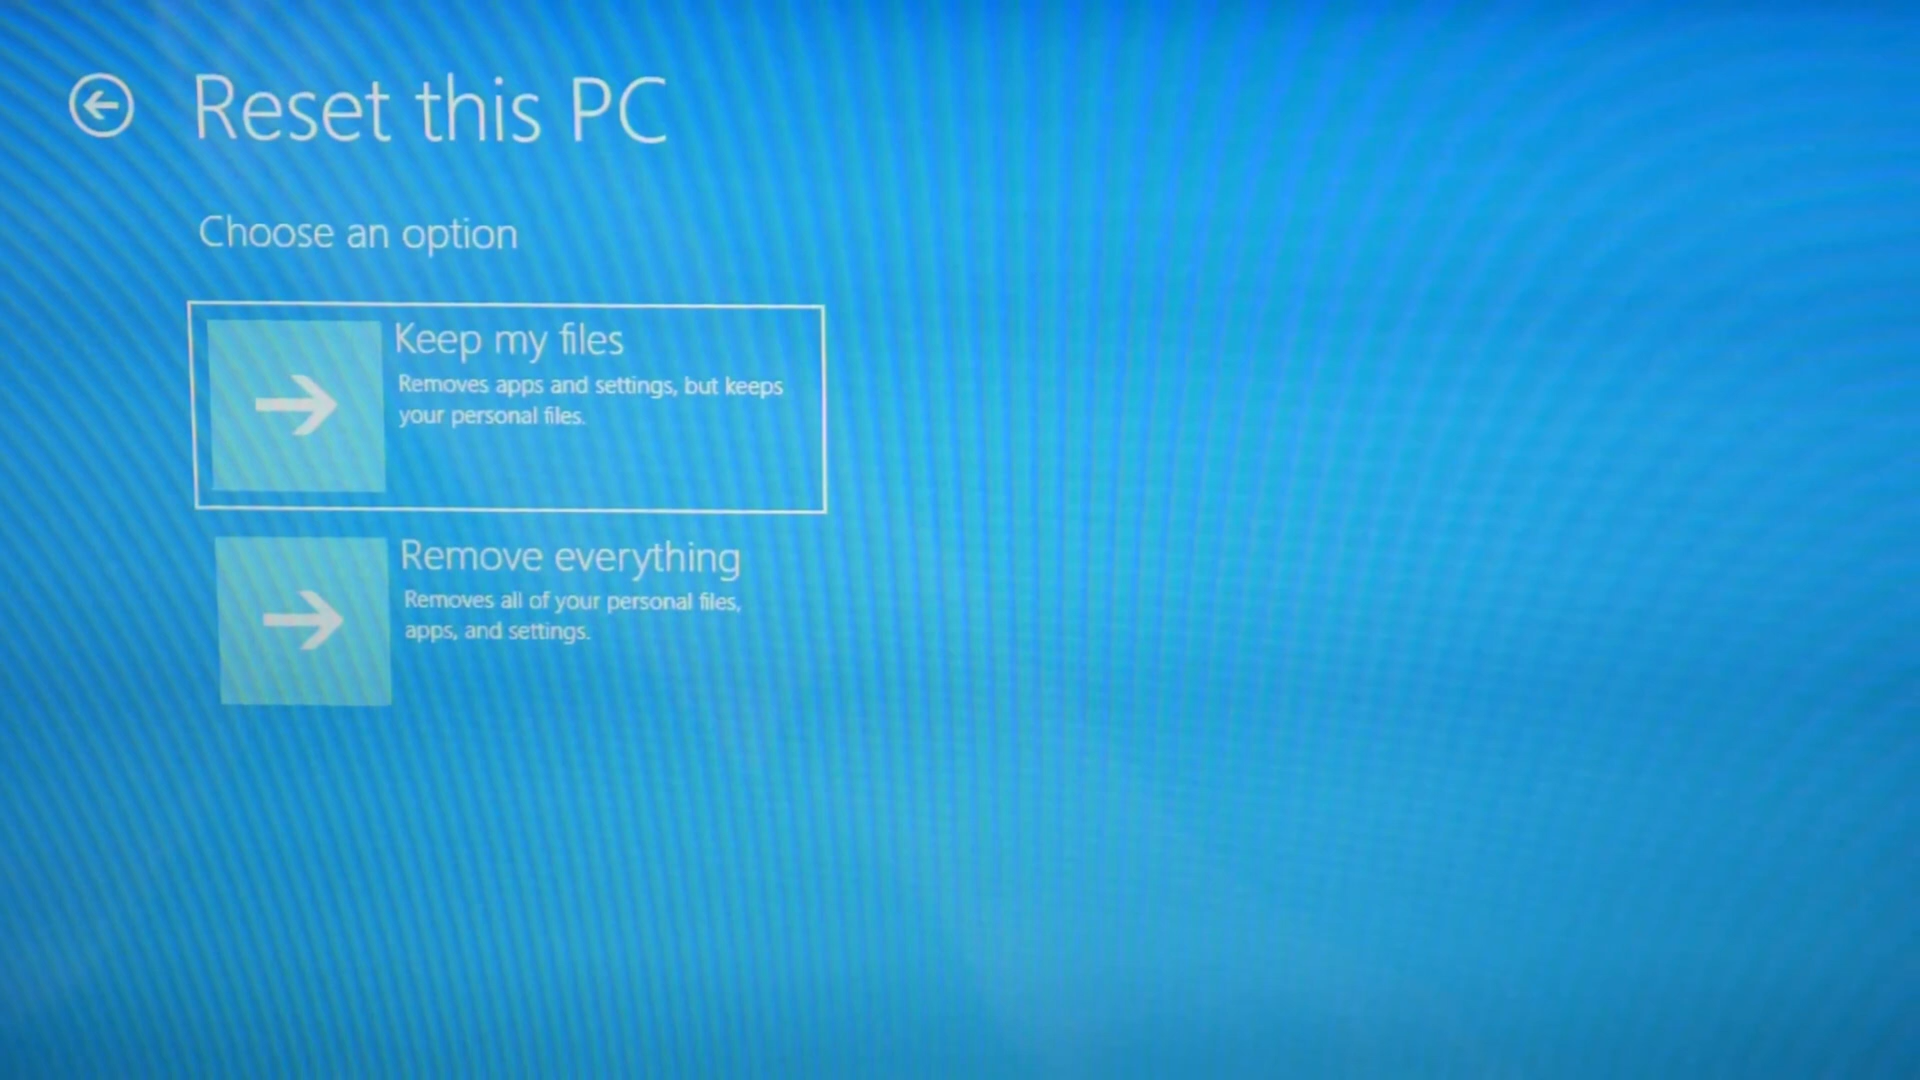 Reset this PC
Choose an option
Keep my files
Removes apps and settings, but keeps
your personal files.
Remove everything
Removes all of your personal files,
apps, and settings.